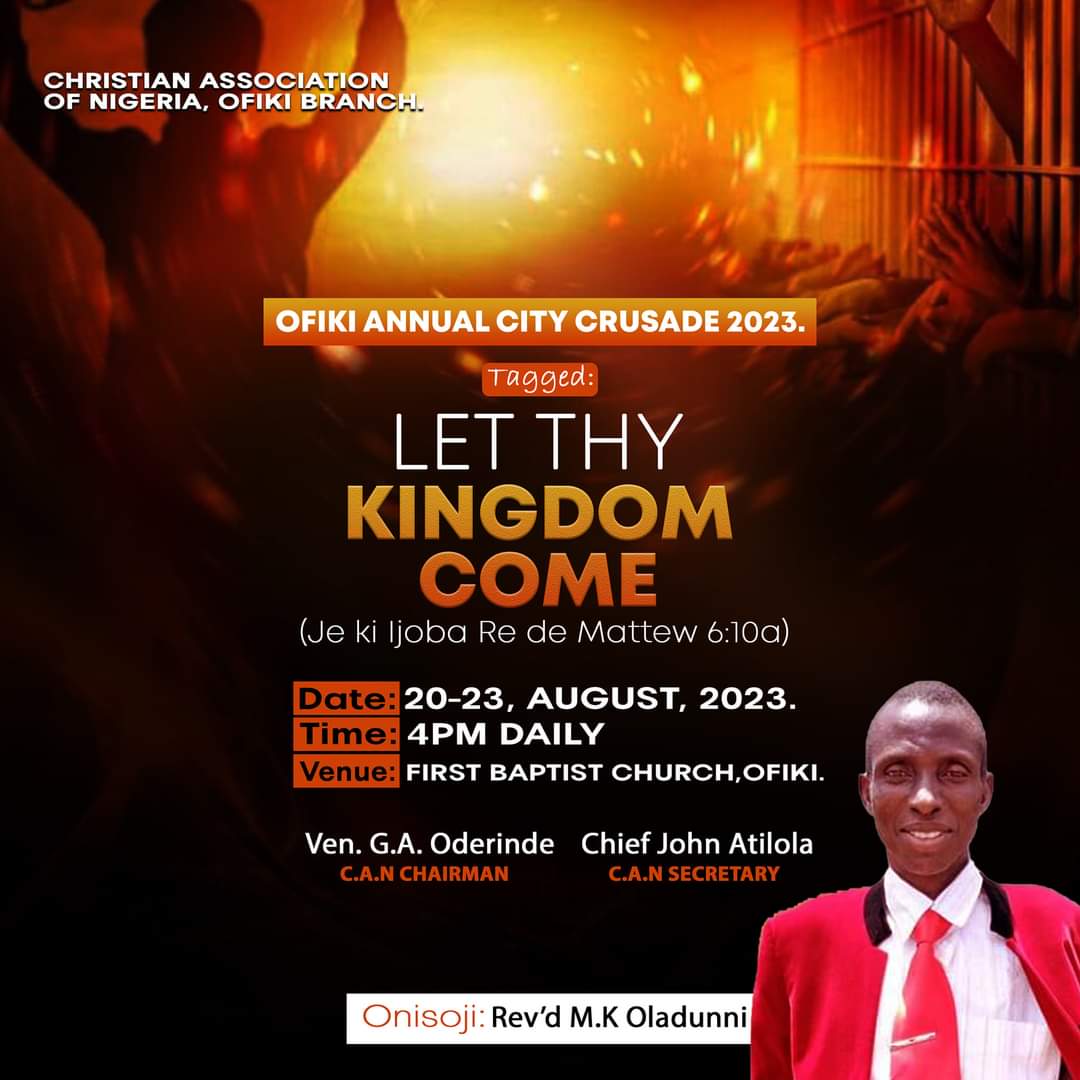 CHRISTIAN ASSOCIATION
OF NIGERIA, OFIKI BRANCH.
OFIKI ANNUAL CITY CRUSADE 2023.
Tagged:
LET THY
KINGDOM
COME
(Je ki Ijoba Re de Mattew 6:10a)
Date: 20-23, AUGUST, 2023.
Time: 4PM DAILY
Venue: FIRST BAPTIST CHURCH,OFIKI.
Ven. G.A. Oderinde Chief John Atilola
C.A.N CHAIRMAN C.A.N SECRETARY
Onisoji: Rev'd M.K Oladunni